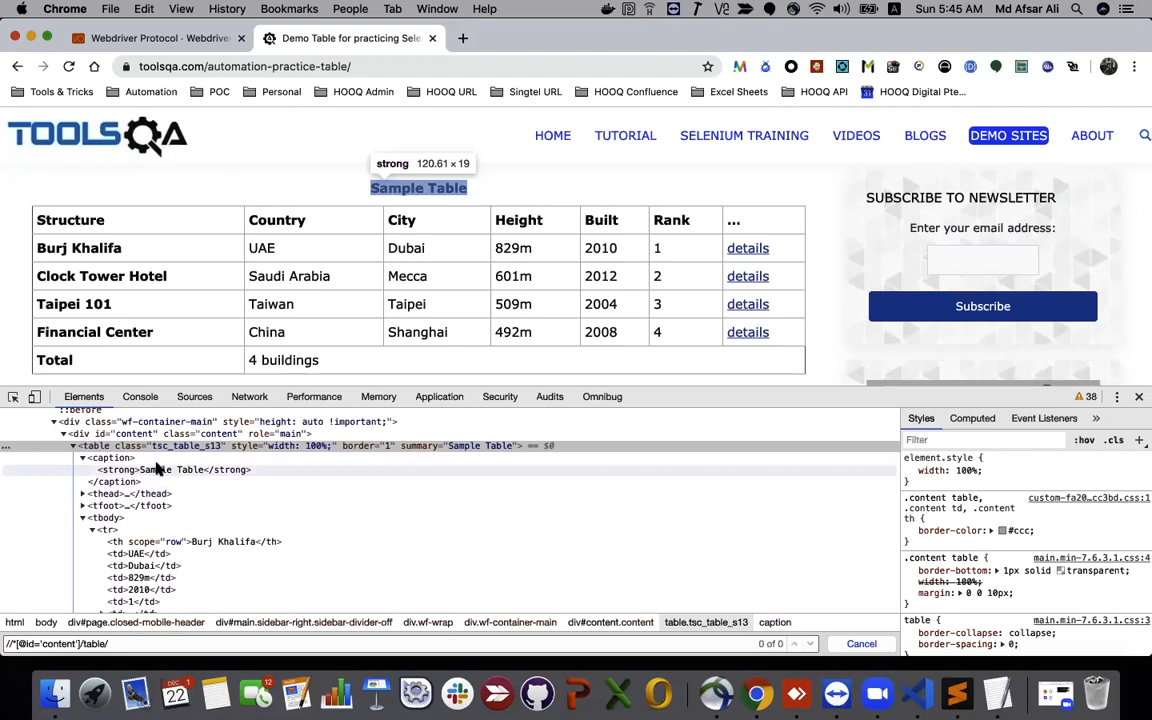 Chrome File Edit View History Bookmarks People Tab Window Help Sun 5:45 AM Md Afsar Ali
Webdriver Protocol · Webdrive × Demo Table for practicing Sele × +
toolsqa.com/automation-practice-table/
Tools & Tricks Automation POC Personal HOOQ Admin HOOQ URL Singtel URL HOOQ Confluence Excel Sheets HOOQ API HOOQ Digital Pte...
TOOLSQA HOME TUTORIAL SELENIUM TRAINING VIDEOS BLOGS DEMO SITES ABOUT
strong 120.61 × 19
Sample Table
Structure Country City Height Built Rank ...
Burj Khalifa UAE Dubai 829m 2010 1 details
Clock Tower Hotel Saudi Arabia Mecca 601m 2012 2 details
Taipei 101 Taiwan Taipei 509m 2004 3 details
Financial Center China Shanghai 492m 2008 4 details
Total 4 buildings
SUBSCRIBE TO NEWSLETTER
Enter your email address:
Subscribe
Elements Console Sources Network Performance Memory Application Security Audits Omnibug 38
::before
<div class="wf-container-main" style="height: auto !important;">
<div id="content" class="content" role="main">
... <table class="tsc_table_s13" style="width: 100%;" border="1" summary="Sample Table"> == $0
<caption>
<strong>Sample Table</strong>
</caption>
<thead>…</thead>
<tfoot>…</tfoot>
<tbody>
<tr>
<th scope="row">Burj Khalifa</th>
<td>UAE</td>
<td>Dubai</td>
<td>829m</td>
<td>2010</td>
<td>1</td>
html body div#page.closed-mobile-header div#main.sidebar-right.sidebar-divider-off div.wf-wrap div.wf-container-main div#content.content table.tsc_table_s13 caption
//*[@id='content']/table/ 0 of 0 Cancel
Styles Computed Event Listeners »
Filter :hov .cls +
element.style {
width: 100%;
}
.content table, custom-fa20…cc3bd.css:1
.content td, .content
th {
border-color: #ccc;
}
.content table { main.min-7.6.3.1.css:4
border-bottom: 1px solid transparent;
width: 100%;
margin: 0 0 10px;
}
table { main.min-7.6.3.1.css:3
border-collapse: collapse;
border-spacing: 0;
DEC 1
22
12